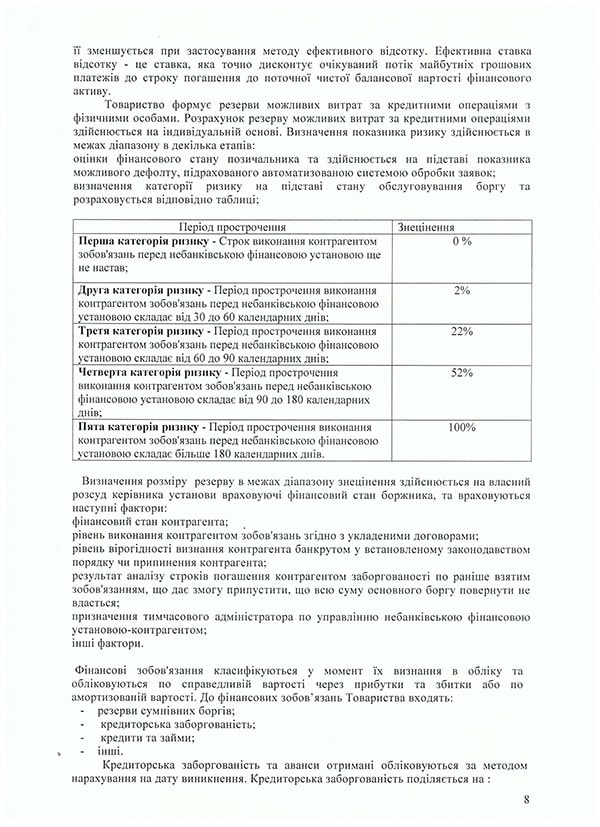 її зменшується при застосування методу ефективного відсотку. Ефективна ставка
відсотку - це ставка, яка точно дисконтує очікуваний потік майбутніх грошових
платежів до строку погашення до поточної чистої балансової вартості фінансового
активу.
Товариство формує резерви можливих витрат за кредитними операціями з
фізичними особами. Розрахунок резерву можливих витрат за кредитними операціями
здійснюється на індивідуальній основі. Визначення показника ризику здійснюється в
межах діапазону в декілька етапів:
оцінки фінансового стану позичальника та здійснюється на підставі показника
можливого дефолту, підрахованого автоматизованою системою обробки заявок;
визначення категорії ризику на підставі стану обслуговування боргу та
розраховується відповідно таблиці;
Період прострочення Знецінення
Перша категорія ризику - Строк виконання контрагентом 0 %
зобов'язань перед небанківською фінансовою установою ще
не настав;
Друга категорія ризику - Період прострочення виконання 2%
контрагентом зобов'язань перед небанківською фінансовою
установою складає від 30 до 60 календарних днів;
Третя категорія ризику - Період прострочення виконання 22%
контрагентом зобов'язань перед небанківською фінансовою
установою складає від 60 до 90 календарних днів;
Четверта категорія ризику - Період прострочення 52%
виконання контрагентом зобов'язань перед небанківською
фінансовою установою складає від 90 до 180 календарних
днів;
Пята категорія ризику - Період прострочення виконання 100%
контрагентом зобов'язань перед небанківською фінансовою
установою складає більше 180 календарних днів.
Визначення розміру резерву в межах діапазону знецінення здійснюється на власний
розсуд керівника установи враховуючі фінансовий стан боржника, та враховуються
наступні фактори:
фінансовий стан контрагента;
рівень виконання контрагентом зобов'язань згідно з укладеними договорами;
рівень вірогідності визнання контрагента банкрутом у встановленому законодавством
порядку чи припинення контрагента;
результат аналізу строків погашення контрагентом заборгованості по раніше взятим
зобов'язанням, що дає змогу припустити, що всю суму основного боргу повернути не
вдасться;
призначення тимчасового адміністратора по управлінню небанківською фінансовою
установою-контрагентом;
інші фактори.
Фінансові зобов'язання класифікуються у момент їх визнання в обліку та
обліковуються по справедливій вартості через прибутки та збитки або по
амортизованій вартості. До фінансових зобов’язань Товариства входять:
- резерви сумнівних боргів;
- кредиторська заборгованість;
- кредити та займи;
- інші.
Кредиторська заборгованість та аванси отримані обліковуються за методом
нарахування на дату виникнення. Кредиторська заборгованість поділяється на :
8